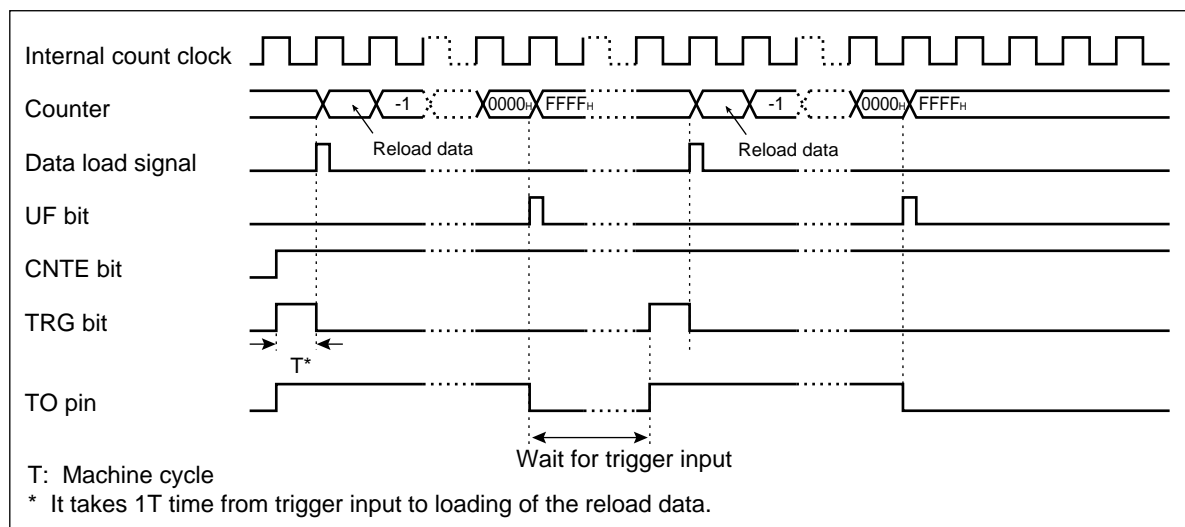 Internal count clock
Counter -1 0000H FFFFH -1 0000H FFFFH
Reload data Reload data
Data load signal
UF bit
CNTE bit
TRG bit
T*
TO pin
Wait for trigger input
T: Machine cycle
* It takes 1T time from trigger input to loading of the reload data.